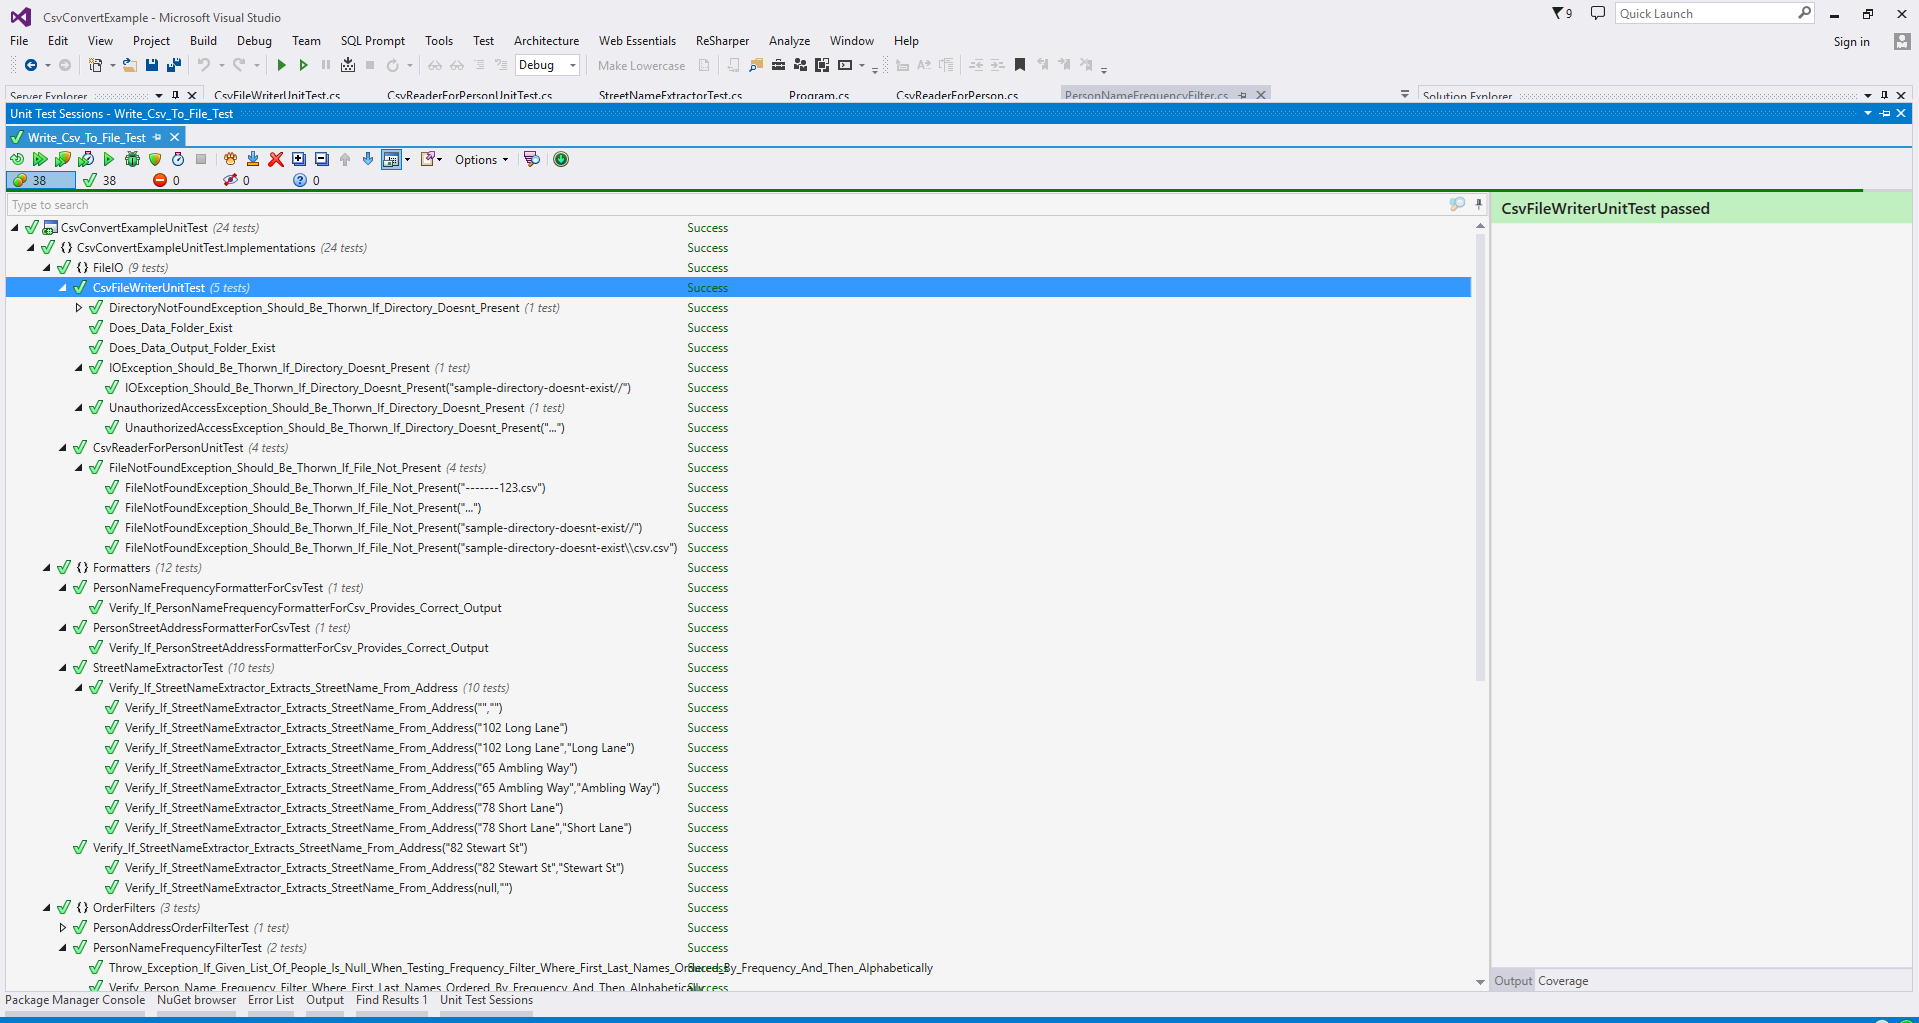 CsvConvertExample - Microsoft Visual Studio
9
Quick Launch
File Edit View Project Build Debug Team SQL Prompt Tools Test Architecture Web Essentials ReSharper Analyze Window Help
Sign in
Debug
Make Lowercase
Server Explorer CsvFileWriterUnitTest.cs CsvReaderForPersonUnitTest.cs StreetNameExtractorTest.cs Program.cs CsvReaderForPerson.cs PersonNameFrequencyFilter.cs Solution Explorer
Unit Test Sessions - Write_Csv_To_File_Test
Write_Csv_To_File_Test
Options
38 38 0 0 0
Type to search
CsvFileWriterUnitTest passed
CsvConvertExampleUnitTest (24 tests) Success
{} CsvConvertExampleUnitTest.Implementations (24 tests) Success
{} FileIO (9 tests) Success
CsvFileWriterUnitTest (5 tests) Success
DirectoryNotFoundException_Should_Be_Thorwn_If_Directory_Doesnt_Present (1 test) Success
Does_Data_Folder_Exist Success
Does_Data_Output_Folder_Exist Success
IOException_Should_Be_Thorwn_If_Directory_Doesnt_Present (1 test) Success
IOException_Should_Be_Thorwn_If_Directory_Doesnt_Present("sample-directory-doesnt-exist//") Success
UnauthorizedAccessException_Should_Be_Thorwn_If_Directory_Doesnt_Present (1 test) Success
UnauthorizedAccessException_Should_Be_Thorwn_If_Directory_Doesnt_Present("...") Success
CsvReaderForPersonUnitTest (4 tests) Success
FileNotFoundException_Should_Be_Thorwn_If_File_Not_Present (4 tests) Success
FileNotFoundException_Should_Be_Thorwn_If_File_Not_Present("-------123.csv") Success
FileNotFoundException_Should_Be_Thorwn_If_File_Not_Present("...") Success
FileNotFoundException_Should_Be_Thorwn_If_File_Not_Present("sample-directory-doesnt-exist//") Success
FileNotFoundException_Should_Be_Thorwn_If_File_Not_Present("sample-directory-doesnt-exist\\csv.csv") Success
{} Formatters (12 tests) Success
PersonNameFrequencyFormatterForCsvTest (1 test) Success
Verify_If_PersonNameFrequencyFormatterForCsv_Provides_Correct_Output Success
PersonStreetAddressFormatterForCsvTest (1 test) Success
Verify_If_PersonStreetAddressFormatterForCsv_Provides_Correct_Output Success
StreetNameExtractorTest (10 tests) Success
Verify_If_StreetNameExtractor_Extracts_StreetName_From_Address (10 tests) Success
Verify_If_StreetNameExtractor_Extracts_StreetName_From_Address("","") Success
Verify_If_StreetNameExtractor_Extracts_StreetName_From_Address("102 Long Lane") Success
Verify_If_StreetNameExtractor_Extracts_StreetName_From_Address("102 Long Lane","Long Lane") Success
Verify_If_StreetNameExtractor_Extracts_StreetName_From_Address("65 Ambling Way") Success
Verify_If_StreetNameExtractor_Extracts_StreetName_From_Address("65 Ambling Way","Ambling Way") Success
Verify_If_StreetNameExtractor_Extracts_StreetName_From_Address("78 Short Lane") Success
Verify_If_StreetNameExtractor_Extracts_StreetName_From_Address("78 Short Lane","Short Lane") Success
Verify_If_StreetNameExtractor_Extracts_StreetName_From_Address("82 Stewart St") Success
Verify_If_StreetNameExtractor_Extracts_StreetName_From_Address("82 Stewart St","Stewart St") Success
Verify_If_StreetNameExtractor_Extracts_StreetName_From_Address(null,"") Success
{} OrderFilters (3 tests) Success
PersonAddressOrderFilterTest (1 test) Success
PersonNameFrequencyFilterTest (2 tests) Success
Throw_Exception_If_Given_List_Of_People_Is_Null_When_Testing_Frequency_Filter_Where_First_Last_Names_Ordered_By_Frequency_And_Then_Alphabetically Success
Verify_Person_Name_Frequency_Filter_Where_First_Last_Names_Ordered_By_Frequency_And_Then_Alphabetically Success
Output Coverage
Package Manager Console NuGet browser Error List Output Find Results 1 Unit Test Sessions